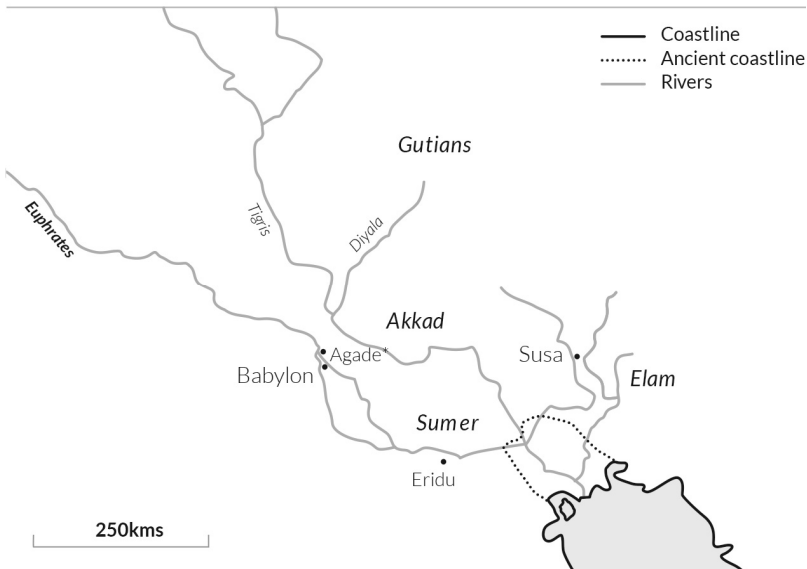 Coastline
Ancient coastline
Rivers
Gutians
Euphrates
Tigris
Diyala
Akkad
Agade*
Babylon
Susa
Elam
Sumer
Eridu
250kms